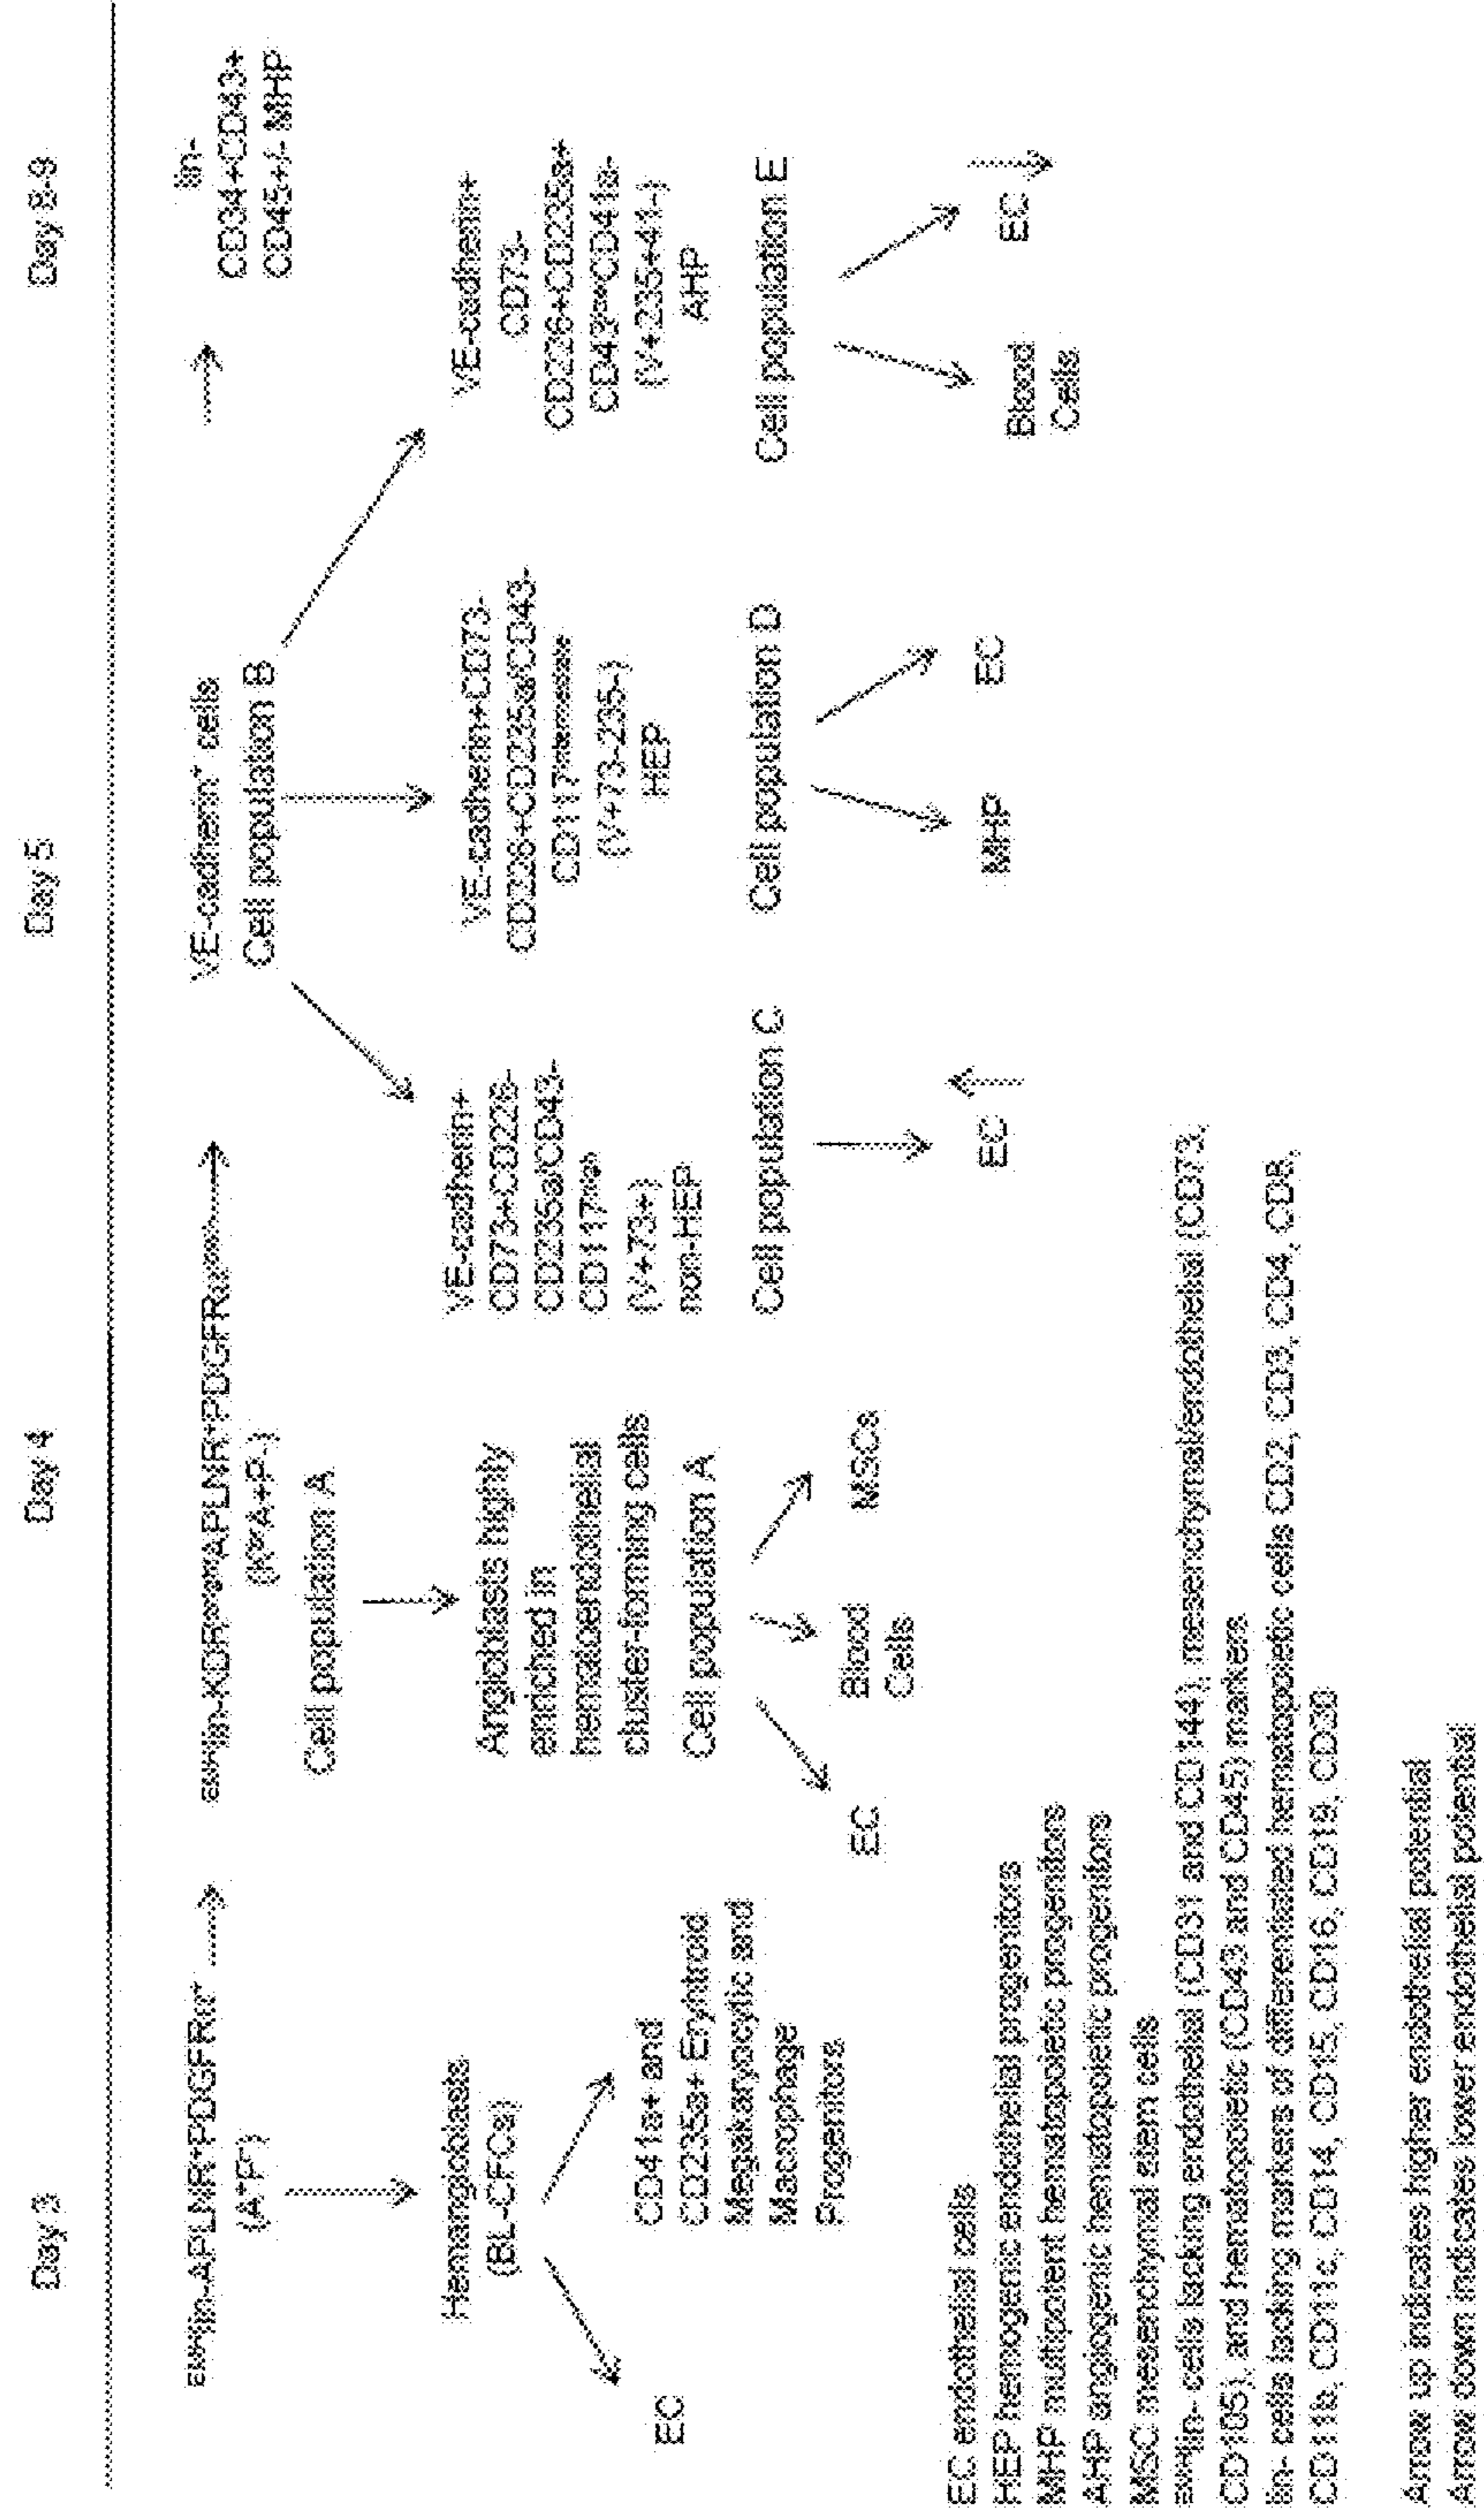 Day 3
Day 4
Day 5
Day 8-9
EMHlin-APLNR+PDGFRα+
(ATP)
Hemangioblasts
(BL-CFCs)
EC
CD41a+ and
CD235a+ Erythroid
Megakaryocytic and
Macrophage
Progenitors
EMHlin-KDR APLNR+PDGFRα
Cell population A
Angioblasts highly
enriched in
hematoendothelial
cluster-forming cells
Cell population A
EC
Blood
Cells
MSCs
VE-cadherin+ cells
Cell population B
VE-cadherin+
CD73+CD226-
CD235a/CD43-
CD117high
(V+73+)
non-HEP
Cell population C
EC
VE-cadherin+CD73-
CD226+CD235a/CD43-
CD117intermediate
(V+73-235-)
HEP
Cell population D
MHP
EC
lin-
CD34+CD43+
CD45+/- MHP
VE-cadherin+
CD73-
CD226+CD235a+
CD43lowCD41a-
(V+235+41-)
AHP
Cell population E
Blood
Cells
EC
EC endothelial cells
HEP hemogenic endothelial progenitors
MHP multipotent hematopoietic progenitors
AHP angiogenic hematopoietic progenitors
MSC mesenchymal stem cells
EMHlin- cells lacking endothelial (CD31 and CD144), mesenchymal/endothelial (CD73,
CD105), and hematopoietic (CD43 and CD45) markers
lin- cells lacking markers of differentiated hematopoietic cells CD2, CD3, CD4, CD8,
CD11b, CD11c, CD14, CD15, CD16, CD19, CD20
Arrow up indicates higher endothelial potential
Arrow down indicates lower endothelial potential